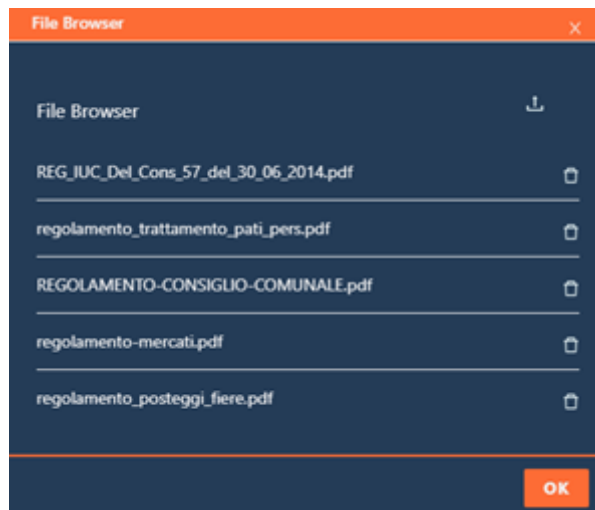 File Browser
X
File Browser
REG_IUC_Del_Cons_57_del_30_06_2014.pdf
regolamento_trattamento_pati_pers.pdf
REGOLAMENTO-CONSIGLIO-COMUNALE.pdf
regolamento-mercati.pdf
regolamento_posteggi_fiere.pdf
OK